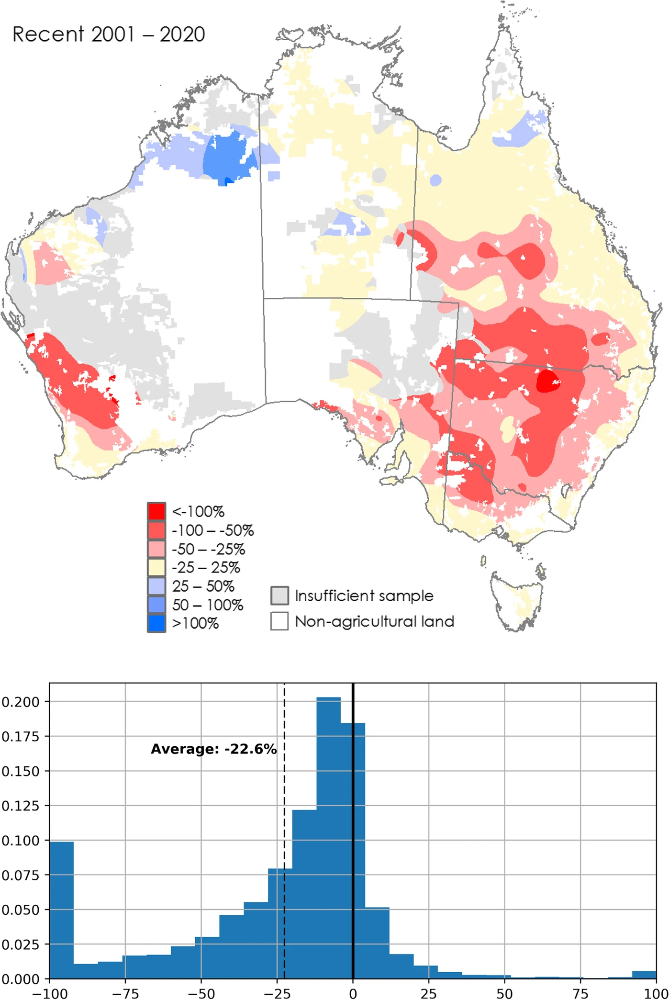 Recent 2001 – 2020
<-100%
-100 – -50%
-50 – -25%
-25 – 25%
25 – 50%
50 – 100%
>100%
Insufficient sample
Non-agricultural land
0.200
0.175
0.150
0.125
0.100
0.075
0.050
0.025
0.000
Average: -22.6%
−100 −75 −50 −25 0 25 50 75 100